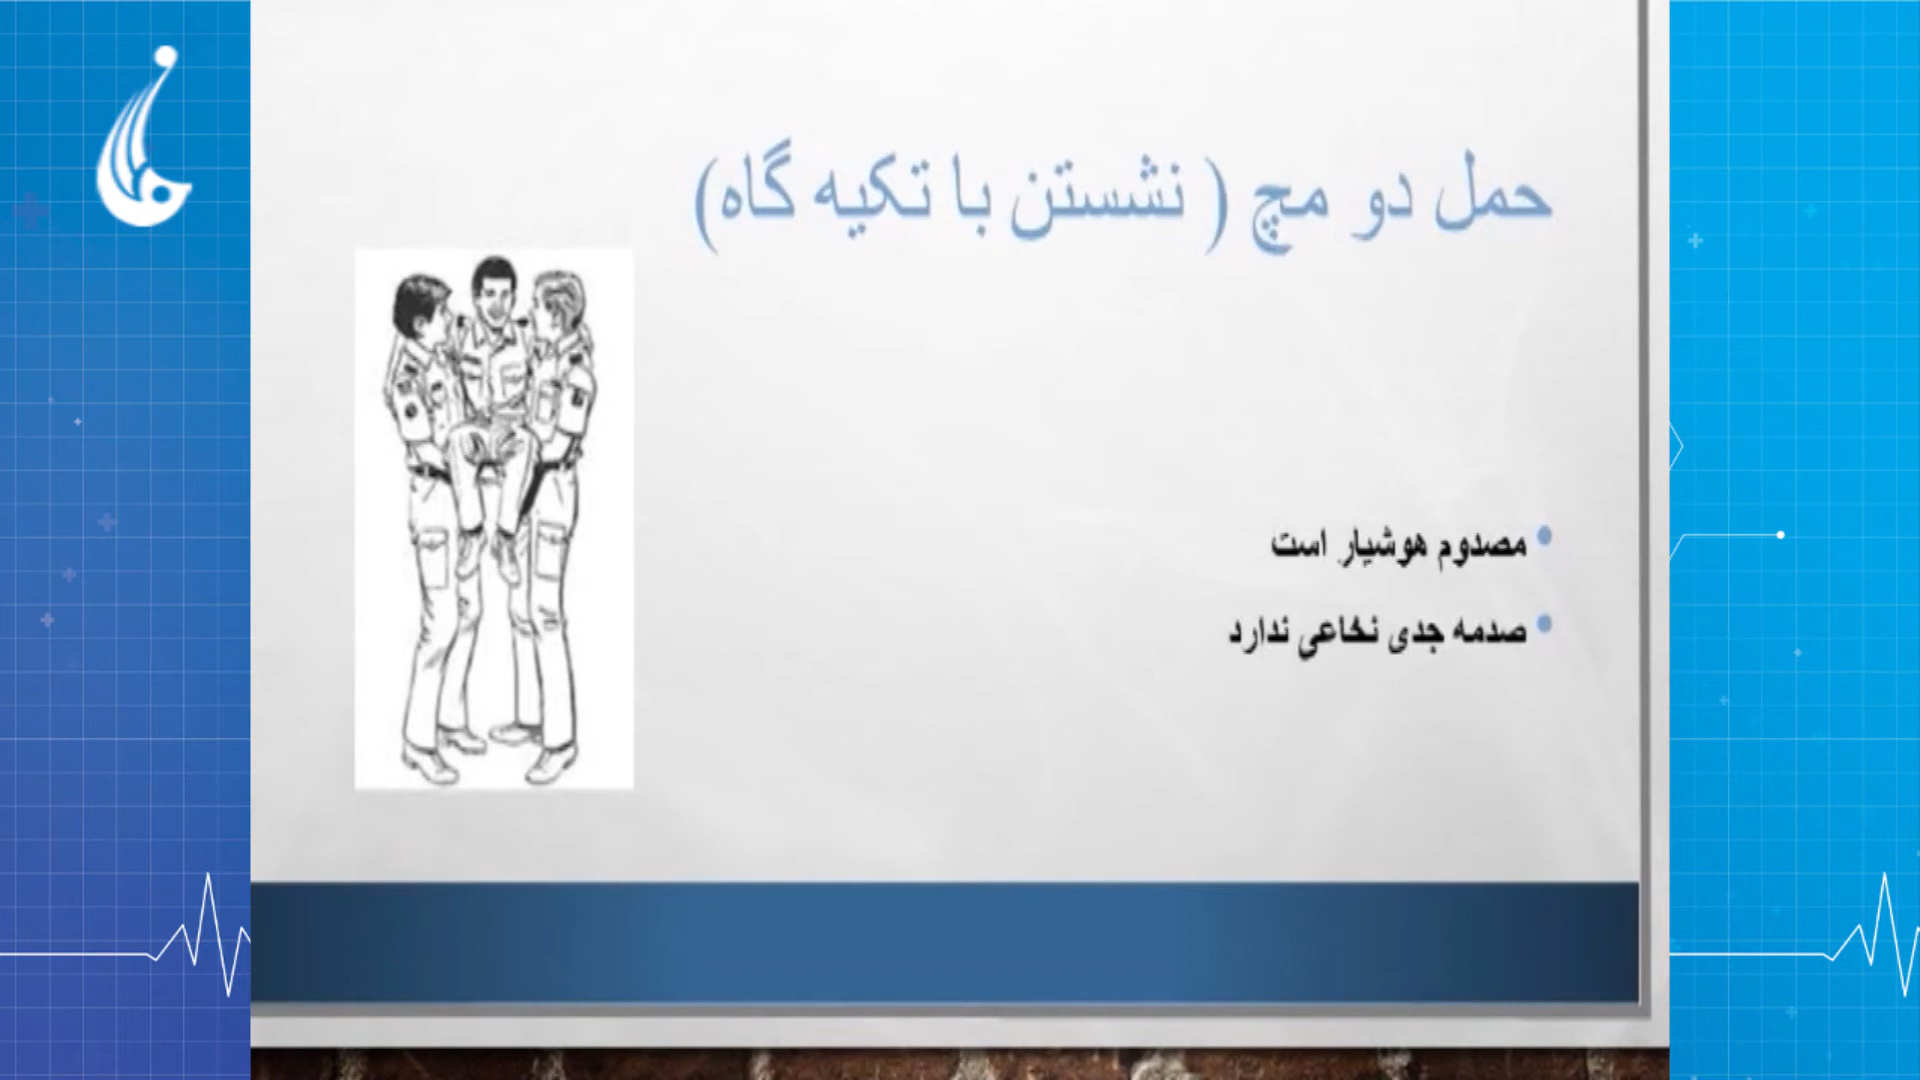 حمل دو مچ ( نشستن با تکیه گاه)
مصدوم هوشیار است
صدمه جدی نخاعی ندارد